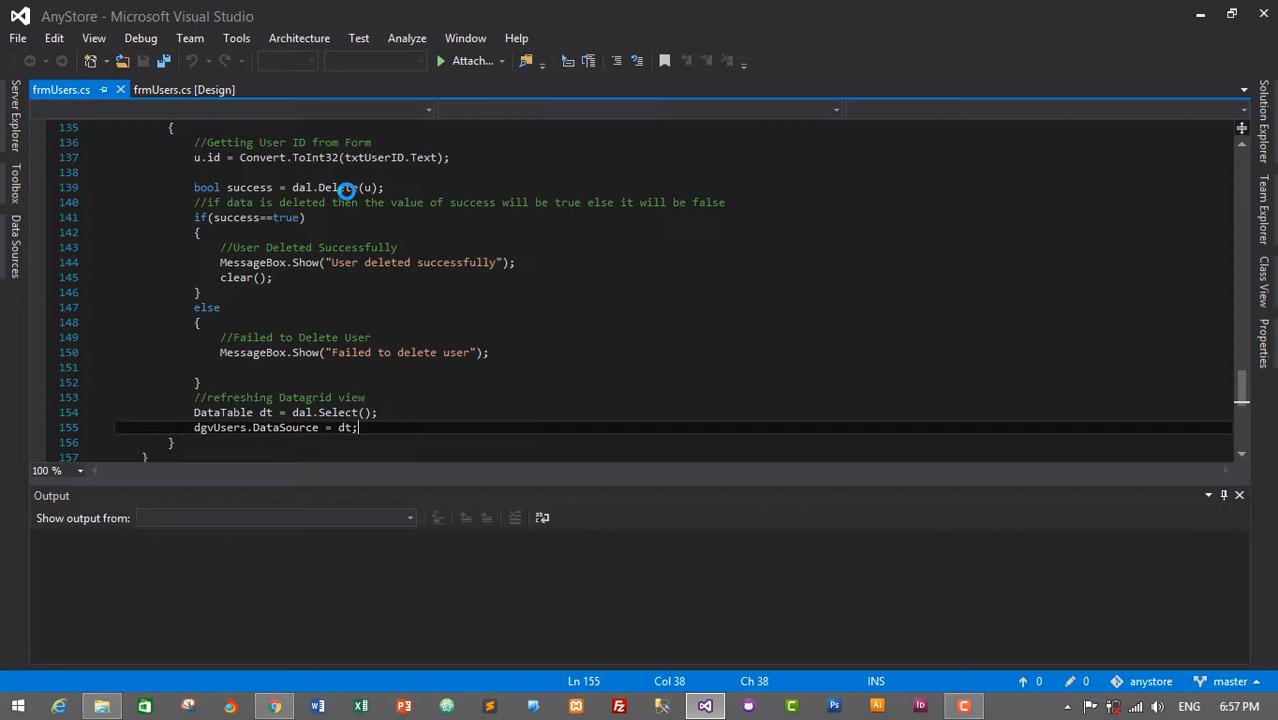 AnyStore - Microsoft Visual Studio
File Edit View Debug Team Tools Architecture Test Analyze Window Help
Attach...
frmUsers.cs frmUsers.cs [Design]
Server Explorer
Toolbox
Data Sources
Solution Explorer
Team Explorer
Class View
Properties
135 {
136 //Getting User ID from Form
137 u.id = Convert.ToInt32(txtUserID.Text);
138
139 bool success = dal.Delete(u);
140 //if data is deleted then the value of success will be true else it will be false
141 if(success==true)
142 {
143 //User Deleted Successfully
144 MessageBox.Show("User deleted successfully");
145 clear();
146 }
147 else
148 {
149 //Failed to Delete User
150 MessageBox.Show("Failed to delete user");
151
152 }
153 //refreshing Datagrid view
154 DataTable dt = dal.Select();
155 dgvUsers.DataSource = dt;
156 }
157 }
100 %
Output
Show output from:
Ln 155 Col 38 Ch 38 INS 0 0 anystore master
ENG 6:57 PM